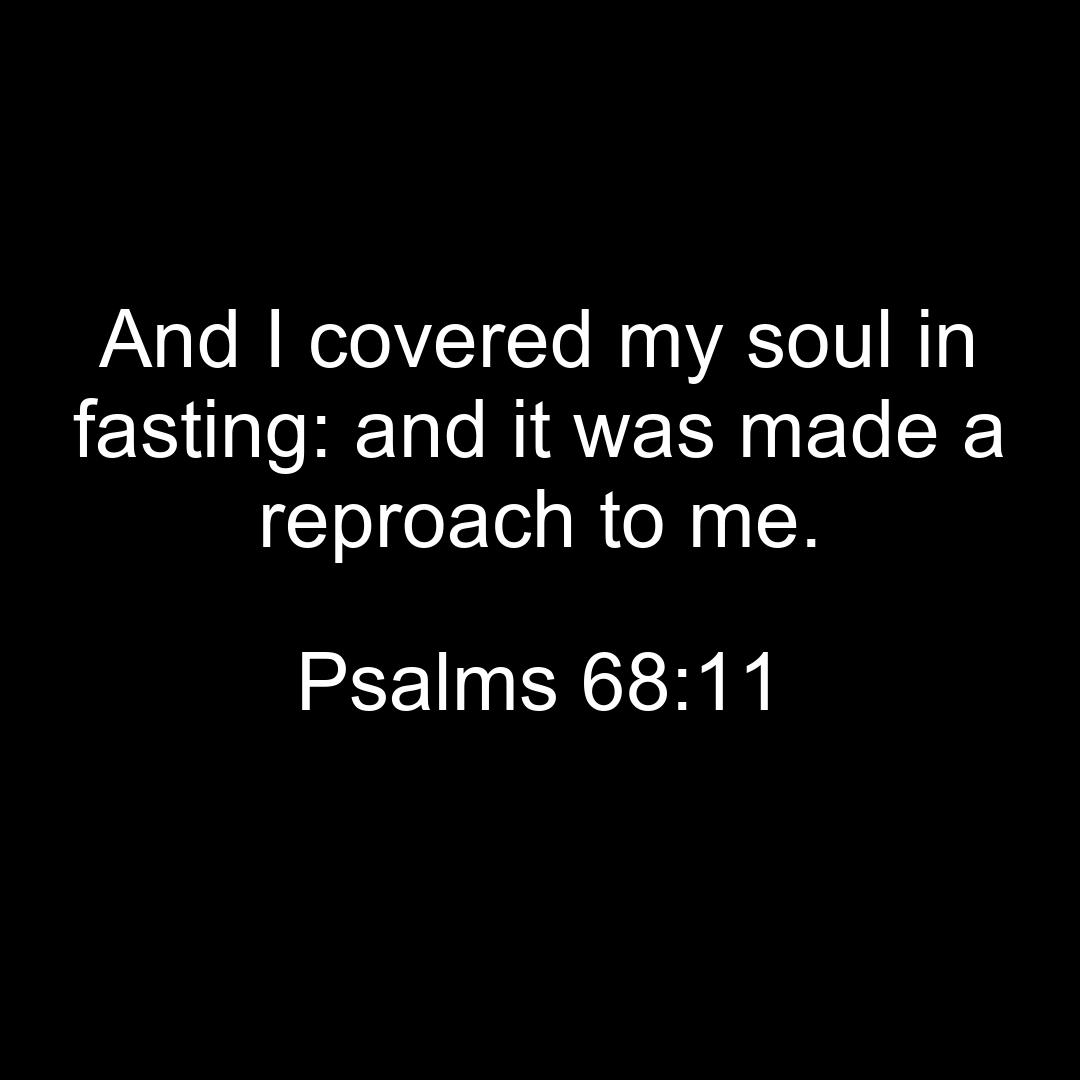 And I covered my soul in
fasting: and it was made a
reproach to me.
Psalms 68:11